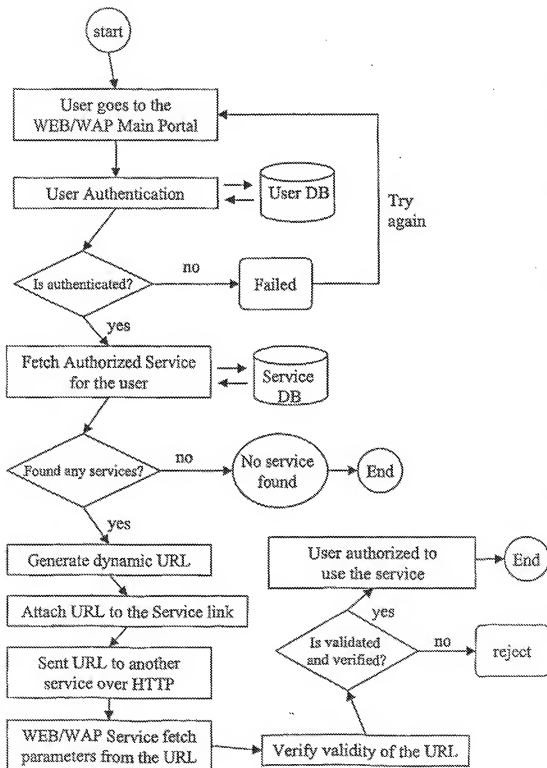 start
User goes to the
WEB/WAP Main Portal
User Authentication
User DB
Try
again
Is authenticated?
no
Failed
yes
Fetch Authorized Service
for the user
Service
DB
Found any services?
no
No service
found
End
yes
Generate dynamic URL
Attach URL to the Service link
Sent URL to another
service over HTTP
WEB/WAP Service fetch
parameters from the URL
Verify validity of the URL
Is validated
and verified?
no
reject
yes
User authorized to
use the service
End